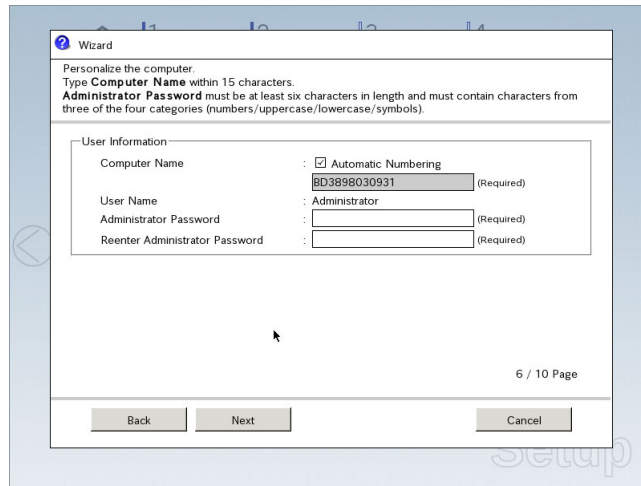 Wizard
Personalize the computer.
Type Computer Name within 15 characters.
Administrator Password must be at least six characters in length and must contain characters from
three of the four categories (numbers/uppercase/lowercase/symbols).
User Information
Computer Name : Automatic Numbering
BD3898030931 (Required)
User Name : Administrator
Administrator Password : (Required)
Reenter Administrator Password : (Required)
6 / 10 Page
Back Next Cancel
Setup